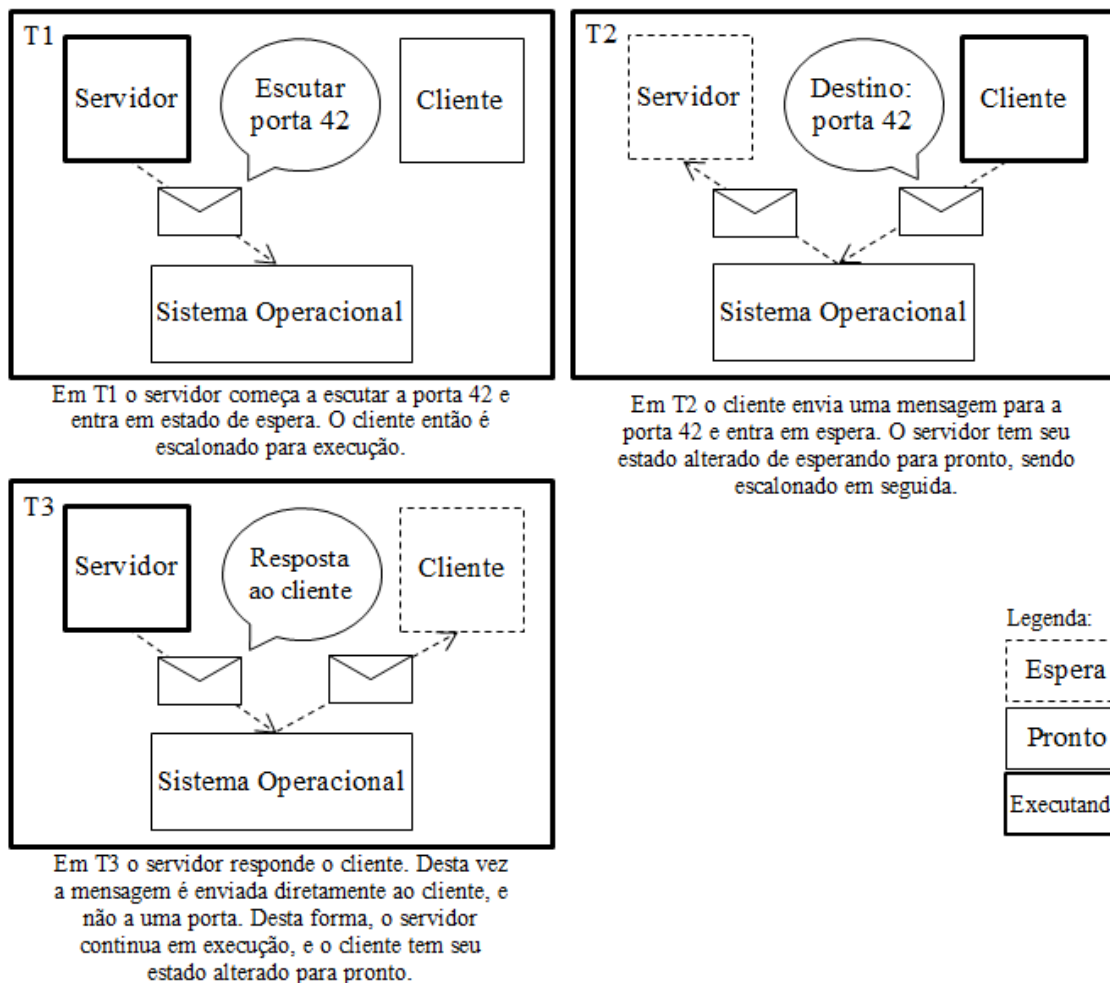 T1
Servidor
Escutar
porta 42
Cliente
Sistema Operacional
Em T1 o servidor começa a escutar a porta 42 e
entra em estado de espera. O cliente então é
escalonado para execução.
T2
Servidor
Destino:
porta 42
Cliente
Sistema Operacional
Em T2 o cliente envia uma mensagem para a
porta 42 e entra em espera. O servidor tem seu
estado alterado de esperando para pronto, sendo
escalonado em seguida.
T3
Servidor
Resposta
ao cliente
Cliente
Sistema Operacional
Em T3 o servidor responde o cliente. Desta vez
a mensagem é enviada diretamente ao cliente, e
não a uma porta. Desta forma, o servidor
continua em execução, e o cliente tem seu
estado alterado para pronto.
Legenda:
Espera
Pronto
Executand